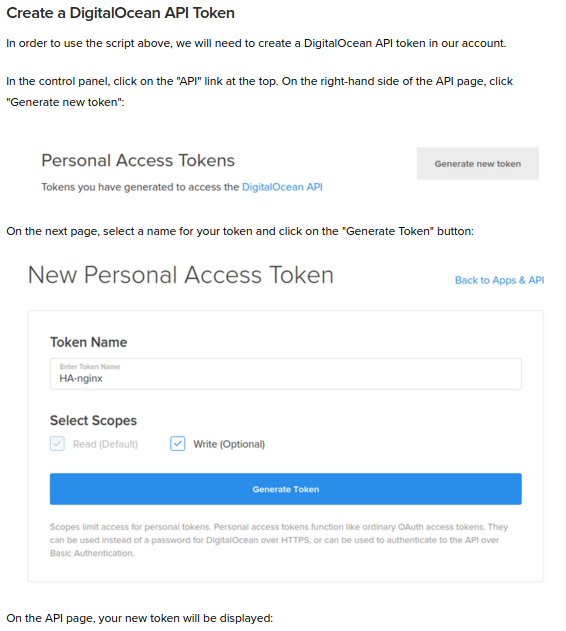 Create a DigitalOcean API Token
In order to use the script above, we will need to create a DigitalOcean API token in our account.
In the control panel, click on the "API" link at the top. On the right-hand side of the API page, click
"Generate new token":
Personal Access Tokens
Generate new token
Tokens you have generated to access the DigitalOcean API
On the next page, select a name for your token and click on the "Generate Token" button:
New Personal Access Token
Back to Apps & API
Token Name
Enter Token Name
HA-nginx
Select Scopes
Read (Default)
Write (Optional)
Generate Token
Scopes limit access for personal tokens. Personal access tokens function like ordinary OAuth access tokens. They
can be used instead of a password for DigitalOcean over HTTPS, or can be used to authenticate to the API over
Basic Authentication.
On the API page, your new token will be displayed: